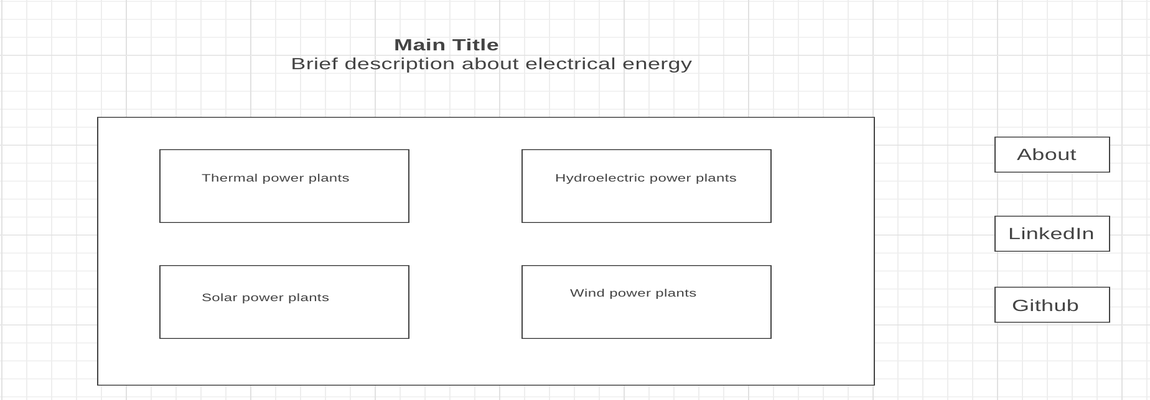 Main Title
Brief description about electrical energy
Thermal power plants
Hydroelectric power plants
Solar power plants
Wind power plants
About
LinkedIn
Github